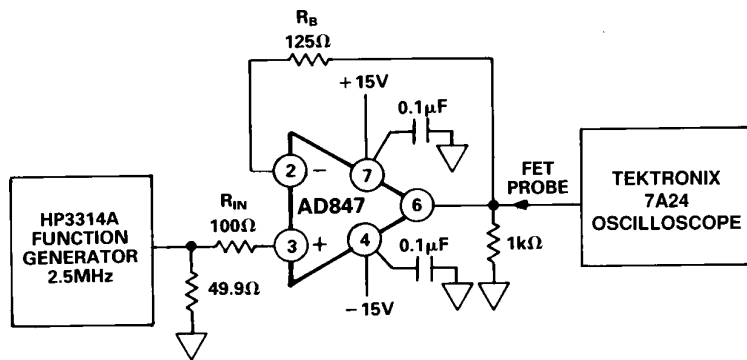 R_B
125Ω
+15V
0.1μF
2
−
7
FET
PROBE
TEKTRONIX
7A24
OSCILLOSCOPE
HP3314A
FUNCTION
GENERATOR
2.5MHz
R_IN
100Ω
AD847
6
3
+
4
0.1μF
1kΩ
49.9Ω
−15V